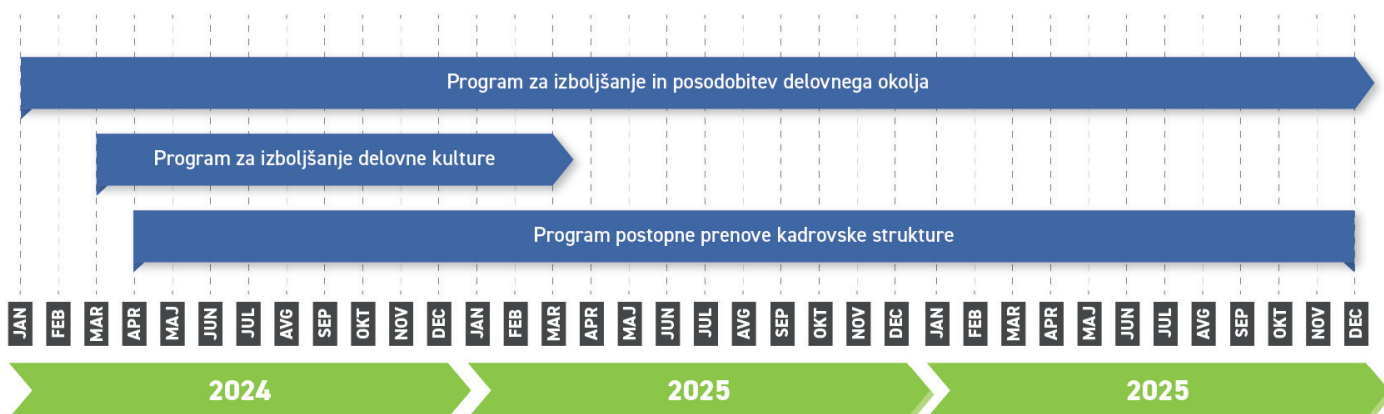 Program za izboljšanje in posodobitev delovnega okolja
Program za izboljšanje delovne kulture
Program postopne prenove kadrovske strukture
JAN FEB MAR APR MAJ JUN JUL AVG SEP OKT NOV DEC JAN FEB MAR APR MAJ JUN JUL AVG SEP OKT NOV DEC JAN FEB MAR APR MAJ JUN JUL AVG SEP OKT NOV DEC
2024 2025 2025